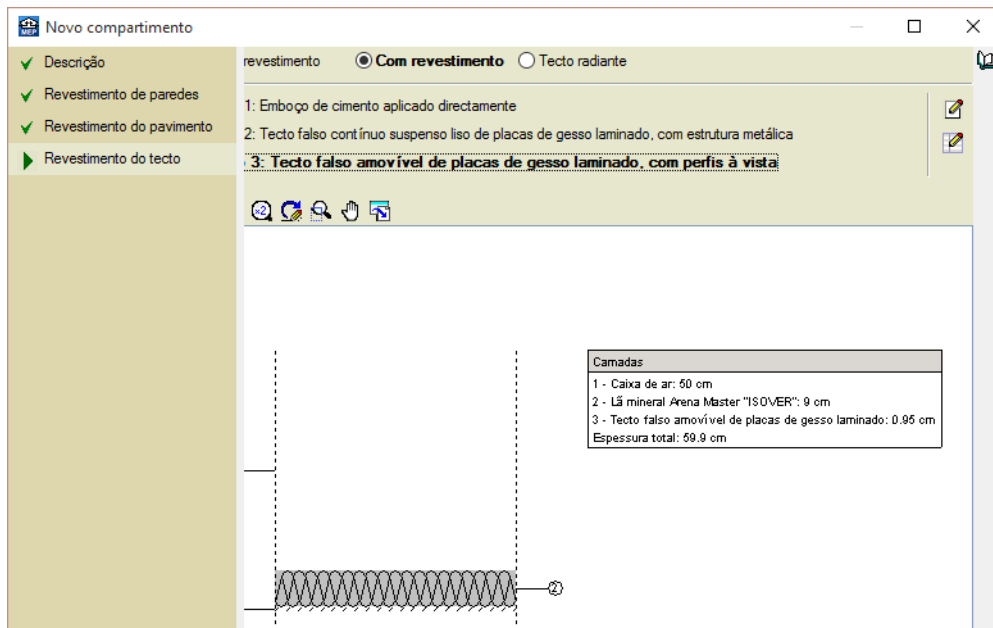 MEP Novo compartimento
Descrição
Revestimento de paredes
Revestimento do pavimento
Revestimento do tecto
revestimento Com revestimento Tecto radiante
1: Emboço de cimento aplicado directamente
2: Tecto falso contínuo suspenso liso de placas de gesso laminado, com estrutura metálica
3: Tecto falso amovível de placas de gesso laminado, com perfis à vista
x2
Camadas
1 - Caixa de ar: 50 cm
2 - Lã mineral Arena Master "ISOVER": 9 cm
3 - Tecto falso amovível de placas de gesso laminado: 0.95 cm
Espessura total: 59.9 cm
2